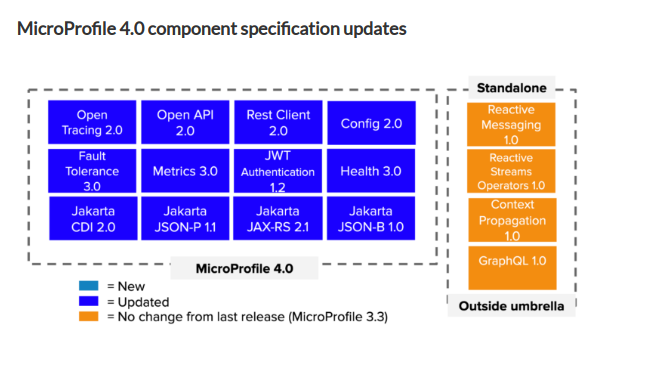 MicroProfile 4.0 component specification updates
Open
Tracing 2.0
Open API
2.0
Rest Client
2.0
Config 2.0
Fault
Tolerance
3.0
Metrics 3.0
JWT
Authentication
1.2
Health 3.0
Jakarta
CDI 2.0
Jakarta
JSON-P 1.1
Jakarta
JAX-RS 2.1
Jakarta
JSON-B 1.0
MicroProfile 4.0
Standalone
Reactive
Messaging
1.0
Reactive
Streams
Operators 1.0
Context
Propagation
1.0
GraphQL 1.0
Outside umbrella
= New
= Updated
= No change from last release (MicroProfile 3.3)